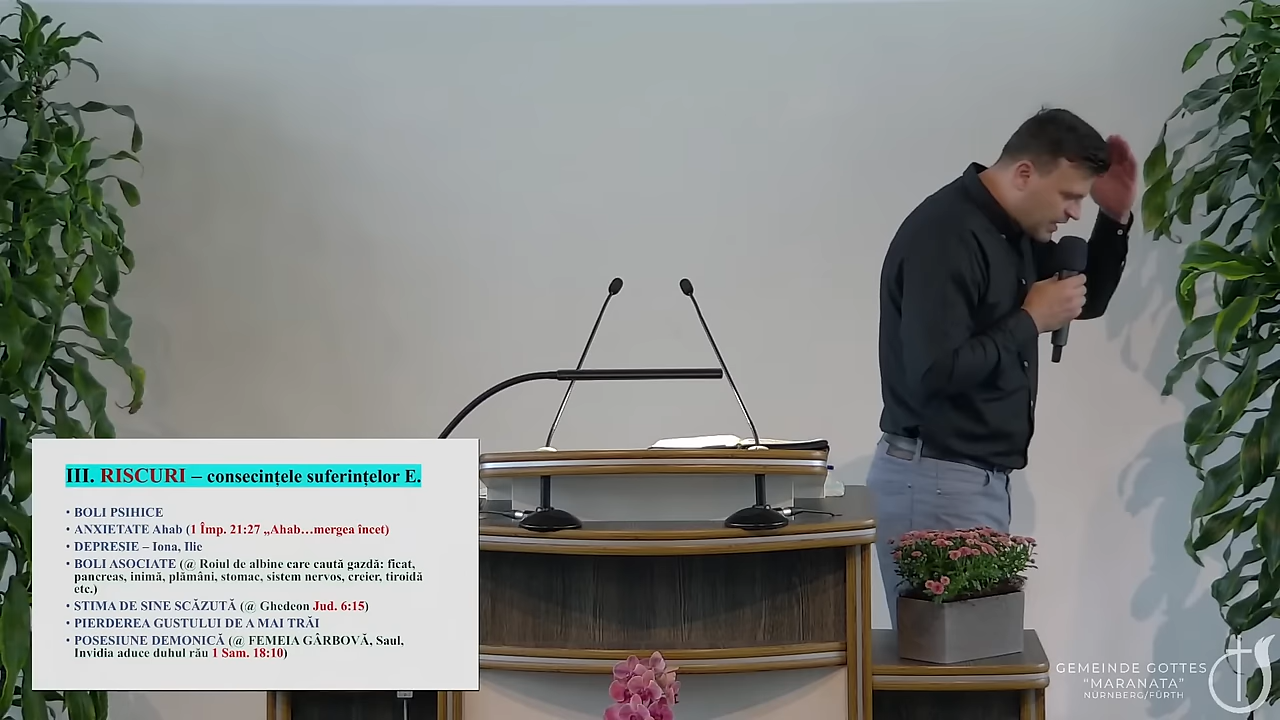 III. RISCURI – consecințele suferințelor E.
• BOLI PSIHICE
• ANXIETATE Ahab (1 Împ. 21:27 „Ahab...mergea încet)
• DEPRESIE – Iona, Ilie
• BOLI ASOCIATE (@ Roiul de albine care caută gazdă: ficat,
pancreas, inimă, plămâni, stomac, sistem nervos, creier, tiroidă
etc.)
• STIMA DE SINE SCĂZUTĂ (@ Ghedeon Jud. 6:15)
• PIERDEREA GUSTULUI DE A MAI TRĂI
• POSESIUNE DEMONICĂ (@ FEMEIA GÂRBOVĂ, Saul,
Invidia aduce duhul rău 1 Sam. 18:10)
GEMEINDE GOTTES
"MARANATA"
NÜRNBERG/FÜRTH